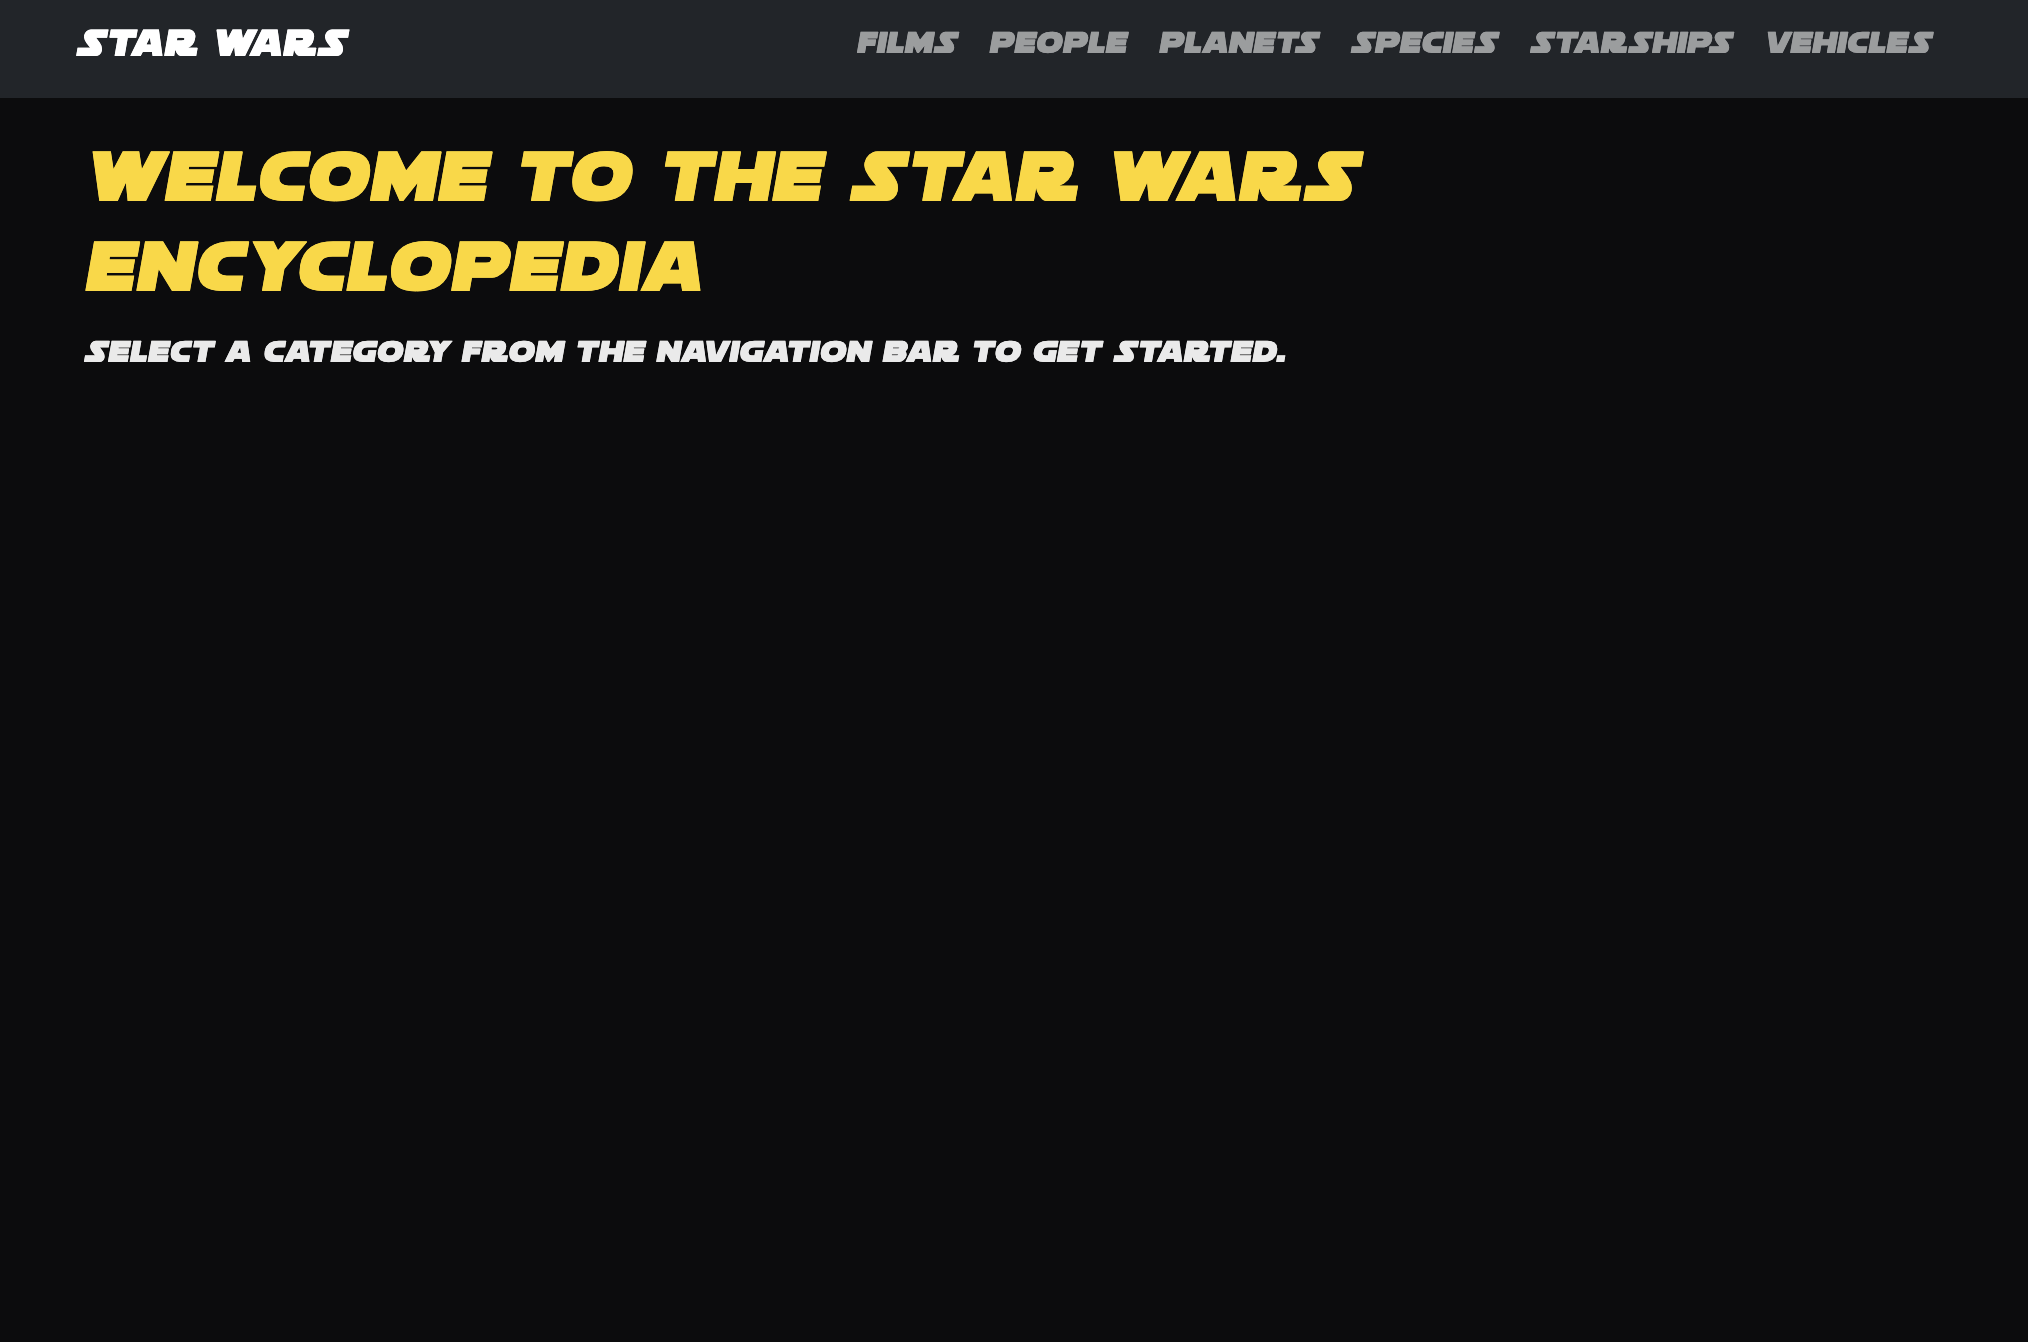 STAR WARS
FILMS PEOPLE PLANETS SPECIES STARSHIPS VEHICLES
WELCOME TO THE STAR WARS
ENCYCLOPEDIA
SELECT A CATEGORY FROM THE NAVIGATION BAR TO GET STARTED.